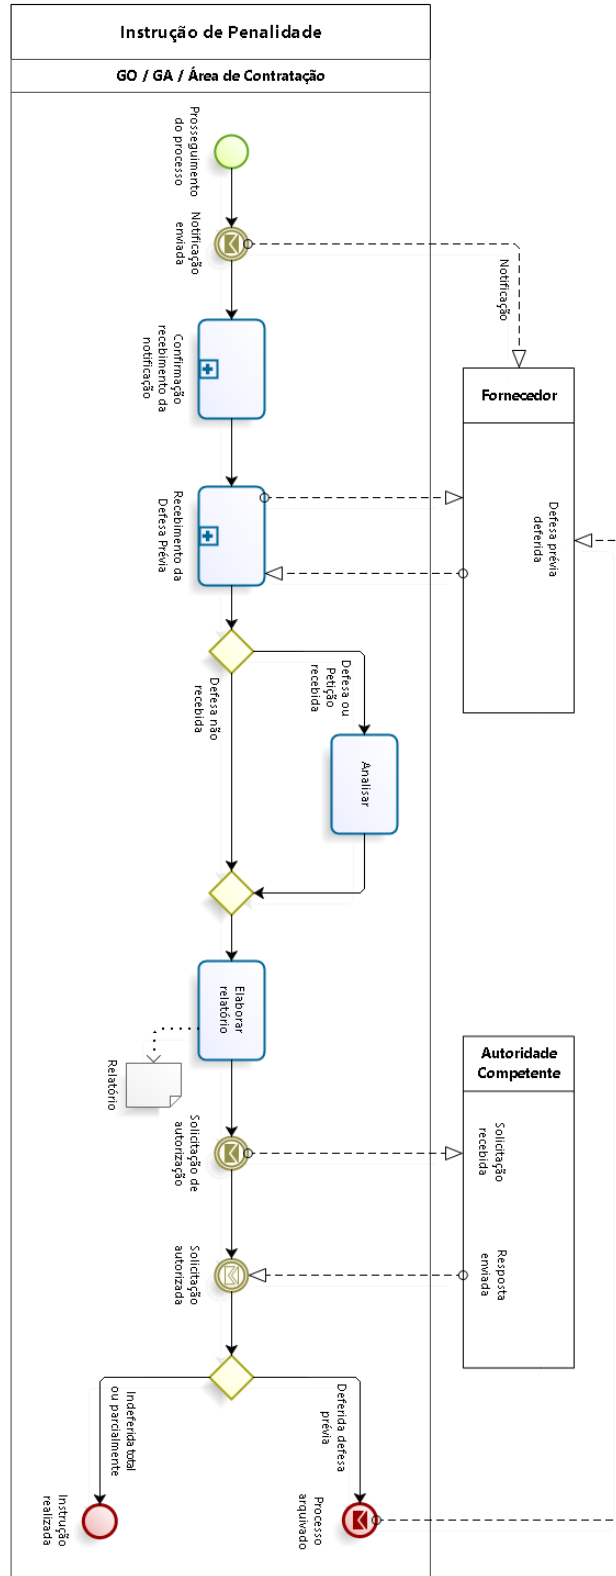 Instrução de Penalidade
GO / GA / Área de Contratação
Prosseguimento
do processo
Notificação
enviada
Notificação
Confirmação
recebimento da
notificação
Fornecedor
Recebimento da
Defesa Prévia
Defesa prévia
deferida
Defesa ou
Petição
recebida
Defesa não
recebida
Analisar
Elaborar
relatório
Relatório
Autoridade
Competente
Solicitação de
autorização
Solicitação
recebida
Solicitação
autorizada
Resposta
enviada
Deferida defesa
prévia
Indeferida total
ou parcialmente
Processo
arquivado
Instrução
realizada